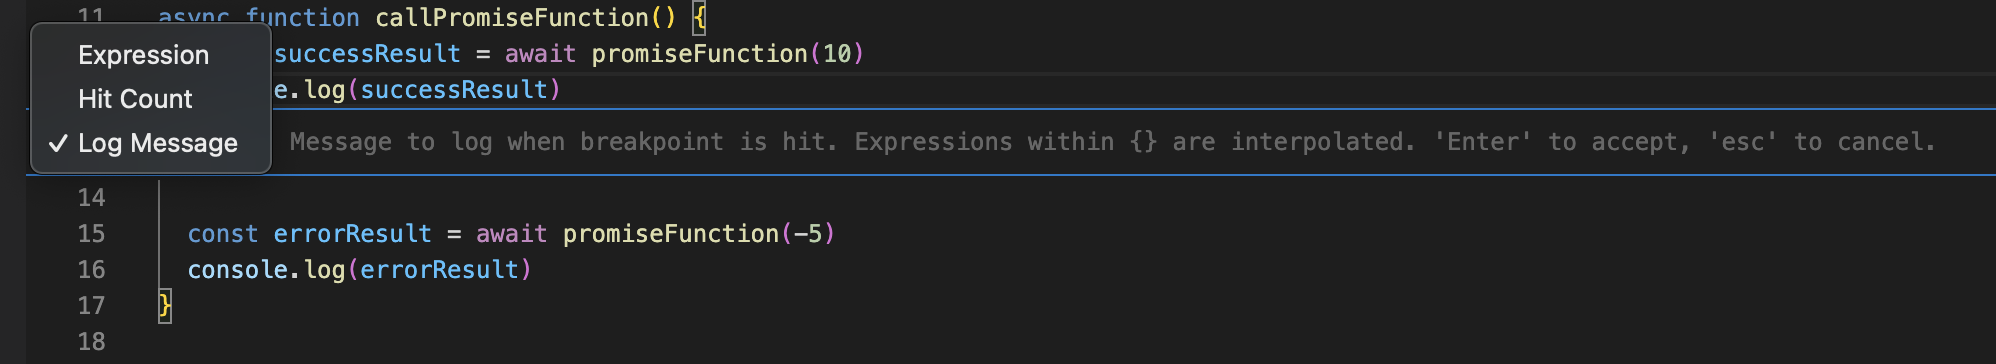 11 async function callPromiseFunction() {
successResult = await promiseFunction(10)
e.log(successResult)
Expression
Hit Count
✓ Log Message
Message to log when breakpoint is hit. Expressions within {} are interpolated. 'Enter' to accept, 'esc' to cancel.
14
15 const errorResult = await promiseFunction(-5)
16 console.log(errorResult)
17 }
18